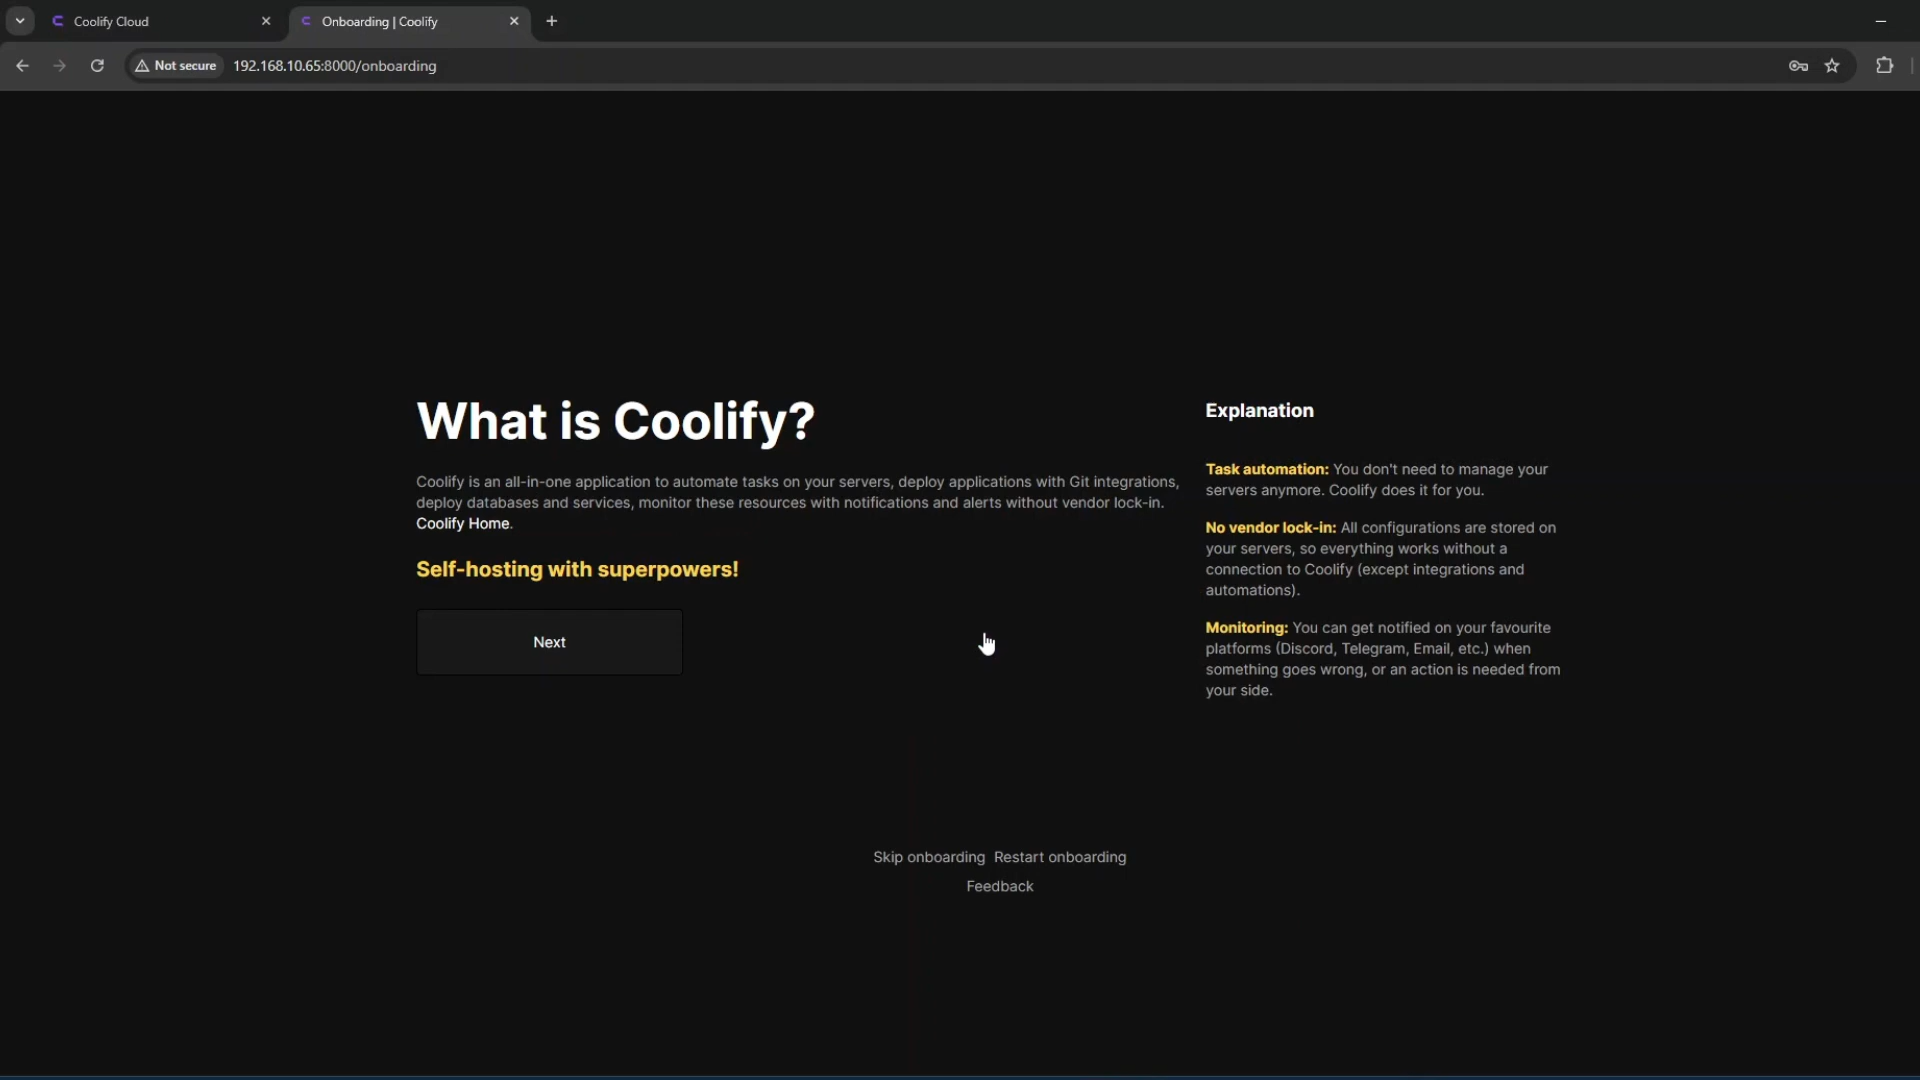 Coolify Cloud
Onboarding | Coolify
Not secure
192.168.10.65:8000/onboarding
What is Coolify?
Coolify is an all-in-one application to automate tasks on your servers, deploy applications with Git integrations,
deploy databases and services, monitor these resources with notifications and alerts without vendor lock-in.
Coolify Home.
Self-hosting with superpowers!
Next
Explanation
Task automation: You don't need to manage your
servers anymore. Coolify does it for you.
No vendor lock-in: All configurations are stored on
your servers, so everything works without a
connection to Coolify (except integrations and
automations).
Monitoring: You can get notified on your favourite
platforms (Discord, Telegram, Email, etc.) when
something goes wrong, or an action is needed from
your side.
Skip onboarding Restart onboarding
Feedback